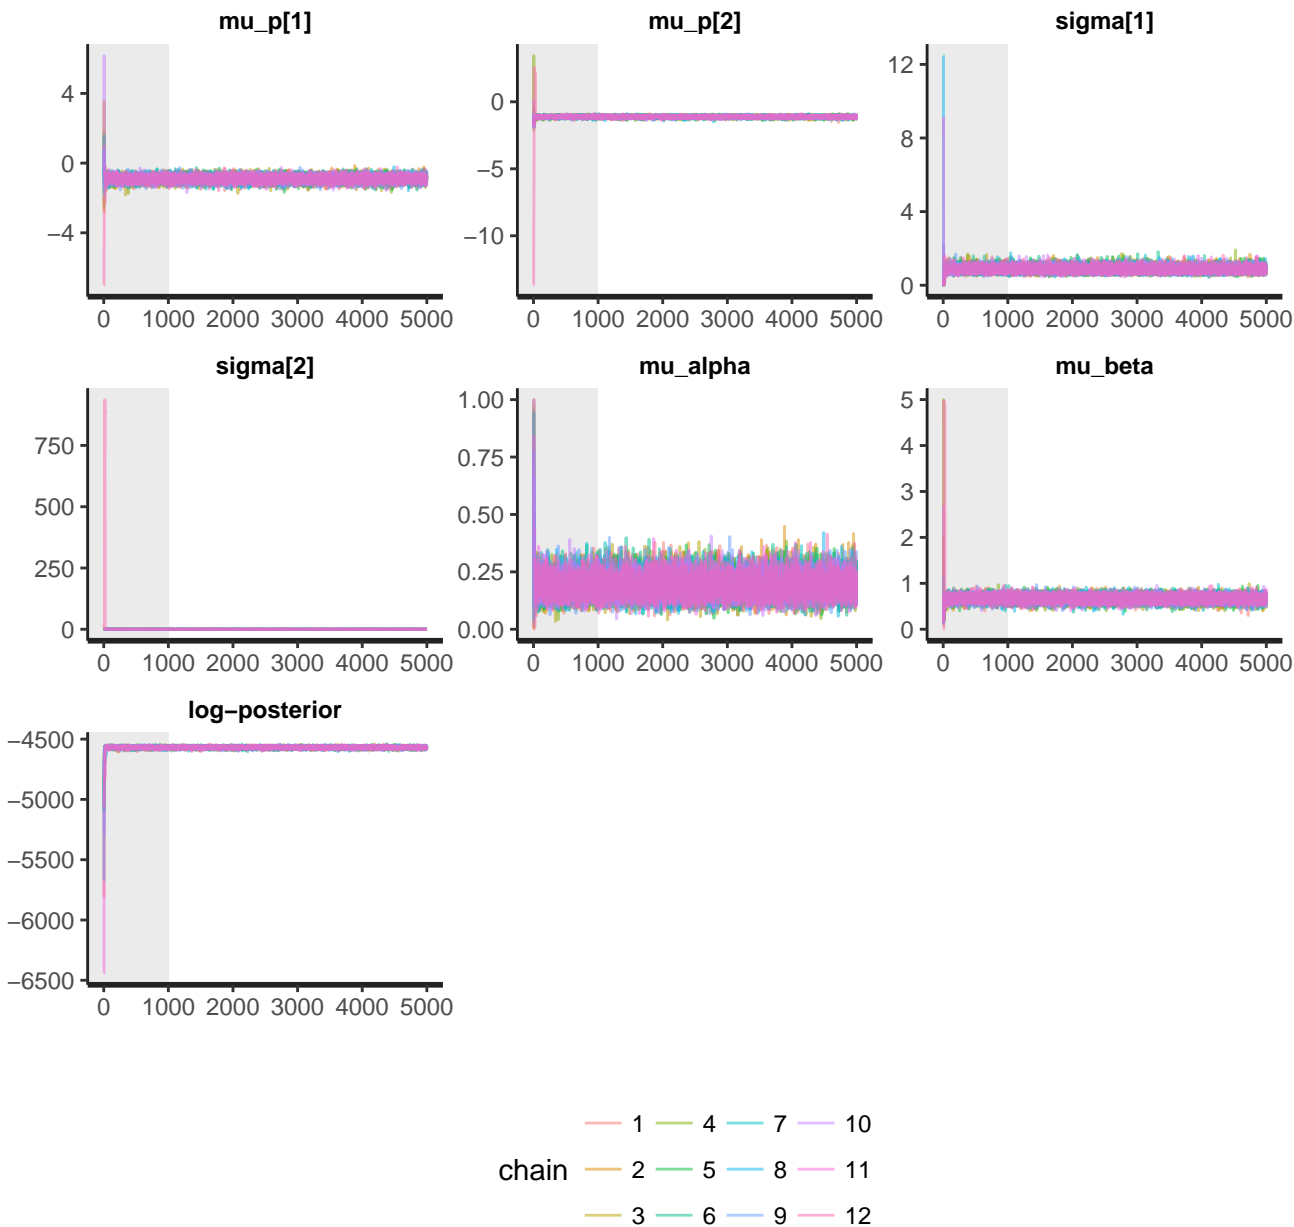 mu_p[1] mu_p[2] sigma[1]
4
0
−4
0
−5
−10
12
8
4
0
0 1000 2000 3000 4000 5000
0 1000 2000 3000 4000 5000
0 1000 2000 3000 4000 5000
sigma[2] mu_alpha mu_beta
750
500
250
0
1.00
0.75
0.50
0.25
0.00
5
4
3
2
1
0
0 1000 2000 3000 4000 5000
0 1000 2000 3000 4000 5000
0 1000 2000 3000 4000 5000
log−posterior
−4500
−5000
−5500
−6000
−6500
0 1000 2000 3000 4000 5000
1 4 7 10
chain 2 5 8 11
3 6 9 12